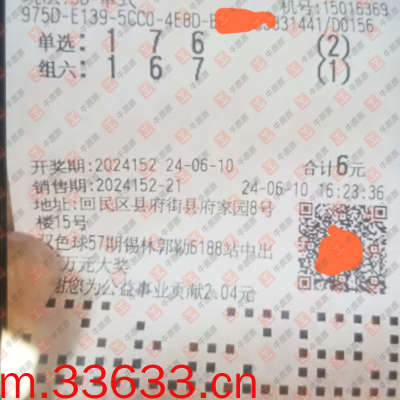 975D-E139-5CC0-4EBD- 31441/D0156
机号:15016369
单选: 1 7 6 (2)
组六: 1 6 7 (1)
开奖期:2024152 24-06-10 合计6元
销售期:2024152-21 24-06-10 16:23:36
地址:回民区县府街县府家园8号
楼15号
双色球57期锡林郭勒6188站中出
万元大奖
您为公益事业贡献2.04元
m.33633.cn